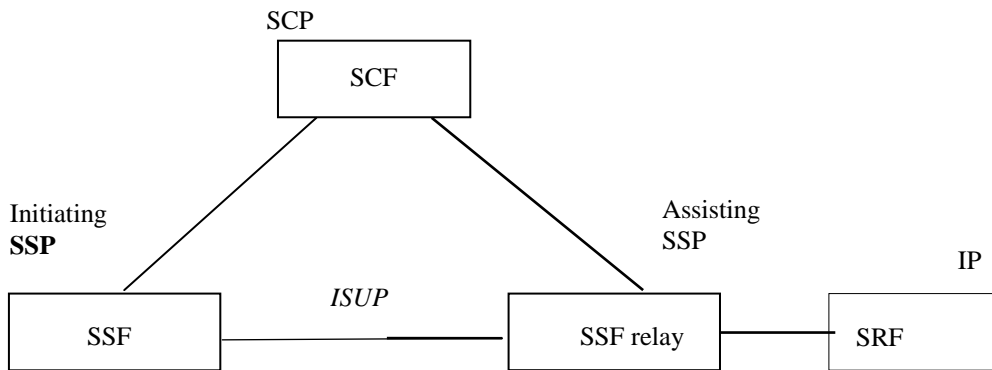 SCP
SCF
Initiating
SSP
Assisting
SSP
IP
ISUP
SSF
SSF relay
SRF